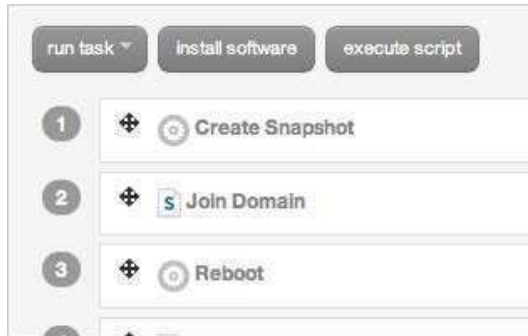 run task
install software
execute script
1
Create Snapshot
2
S Join Domain
3
Reboot